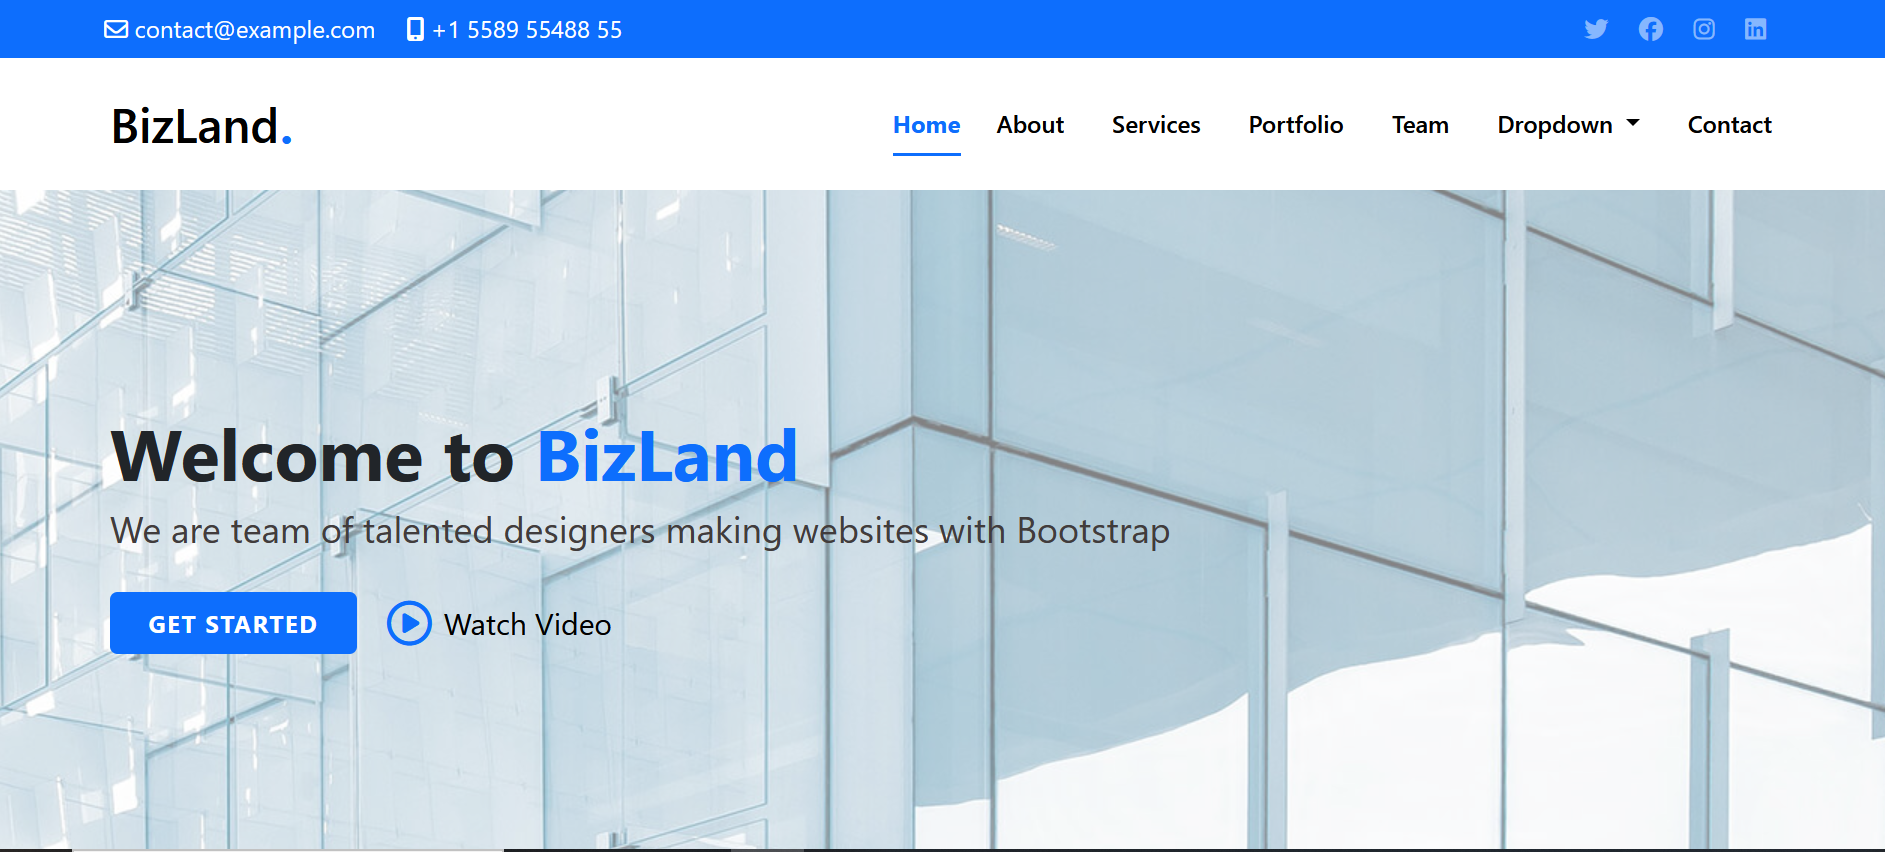 contact@example.com +1 5589 55488 55
BizLand.
Home About Services Portfolio Team Dropdown Contact
Welcome to BizLand
We are team of talented designers making websites with Bootstrap
GET STARTED Watch Video